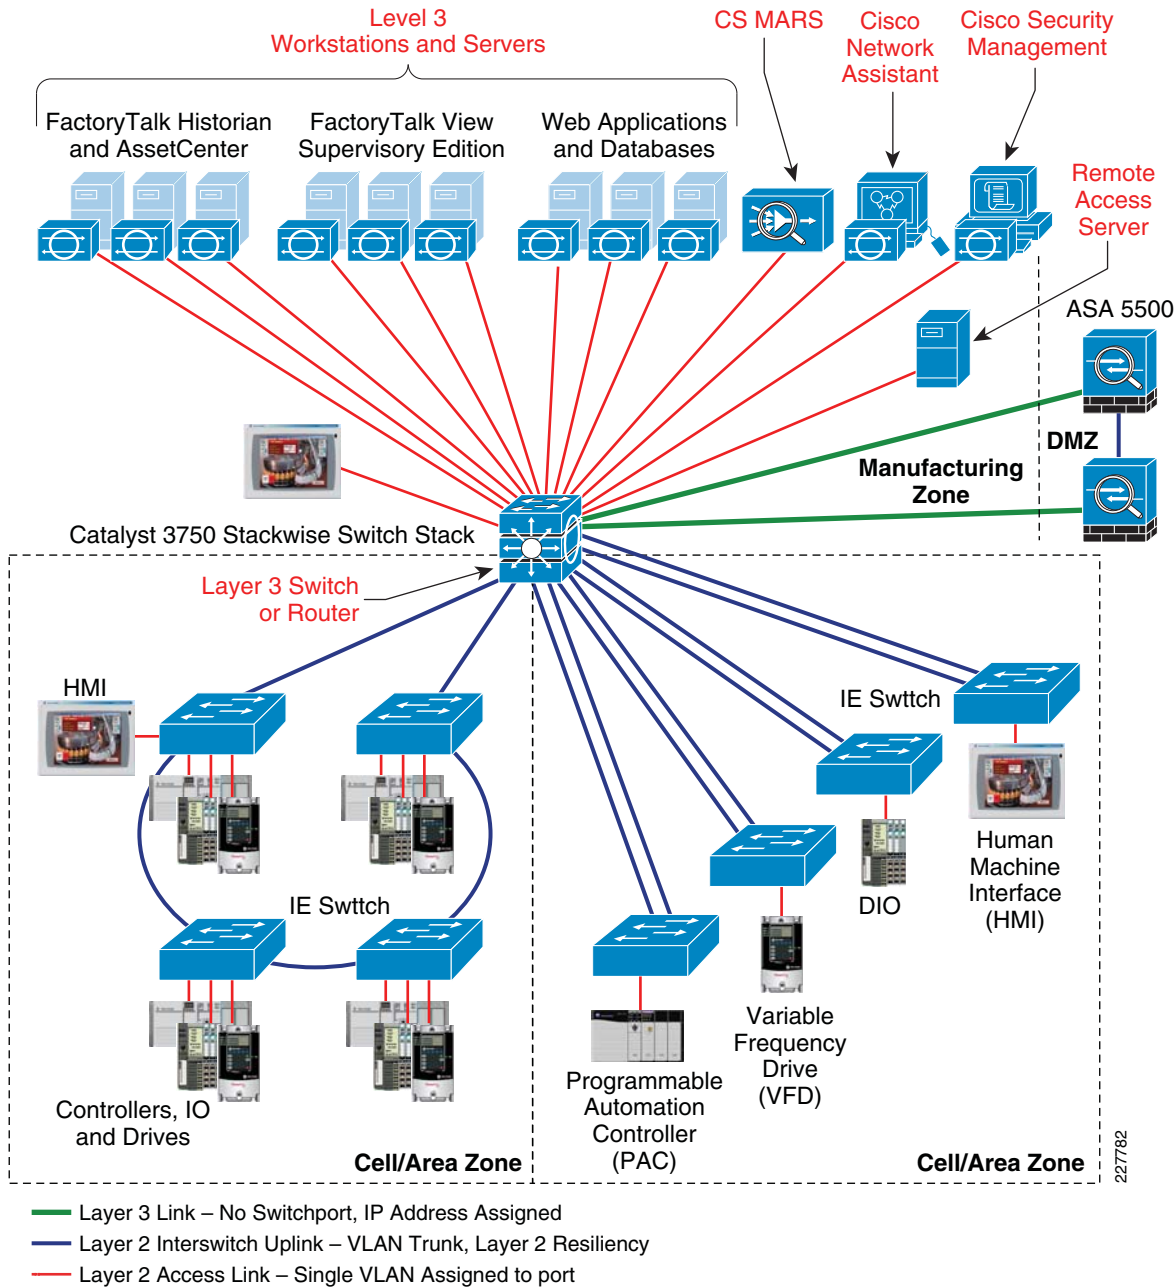 Level 3
Workstations and Servers
CS MARS
Cisco
Network
Assistant
Cisco Security
Management
FactoryTalk Historian
and AssetCenter
FactoryTalk View
Supervisory Edition
Web Applications
and Databases
Remote
Access
Server
ASA 5500
DMZ
Manufacturing
Zone
Catalyst 3750 Stackwise Switch Stack
Layer 3 Switch
or Router
HMI
IE Swttch
IE Swttch
Human
Machine
Interface
(HMI)
DIO
Variable
Frequency
Drive
(VFD)
Programmable
Automation
Controller
(PAC)
Controllers, IO
and Drives
Cell/Area Zone
Cell/Area Zone
227782
Layer 3 Link – No Switchport, IP Address Assigned
Layer 2 Interswitch Uplink – VLAN Trunk, Layer 2 Resiliency
Layer 2 Access Link – Single VLAN Assigned to port